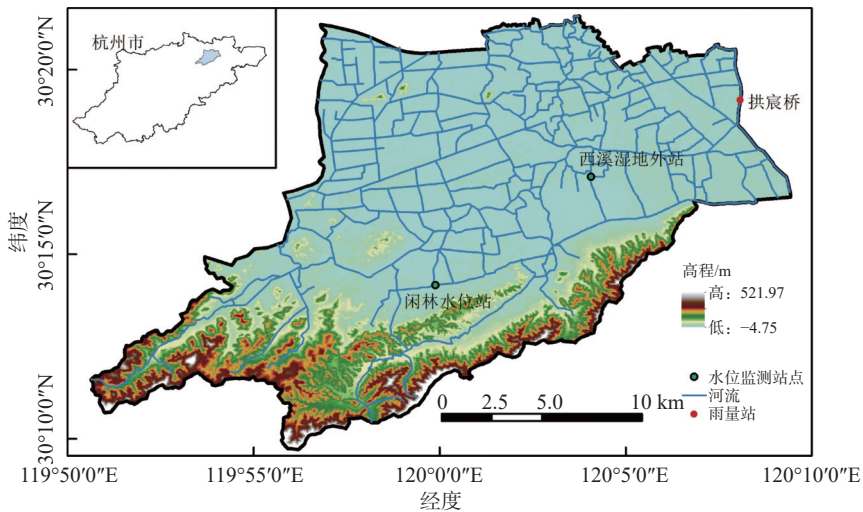 杭州市
30°20′0″N
30°15′0″N
30°10′0″N
纬度
拱宸桥
西溪湿地外站
闲林水位站
高程/m
高：521.97
低：−4.75
水位监测站点
河流
雨量站
0 2.5 5.0 10 km
119°50′0″E 119°55′0″E 120°0′0″E 120°5′0″E 120°10′0″E
经度